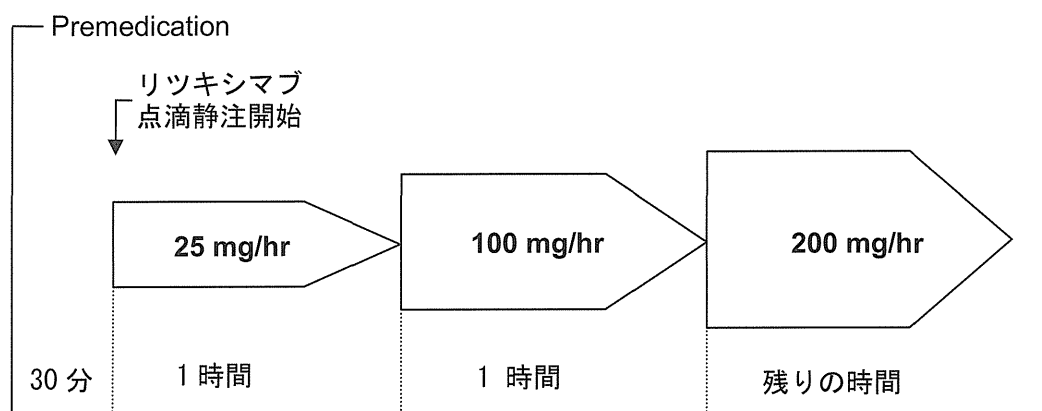 Premedication
リツキシマブ
点滴静注開始
25 mg/hr
100 mg/hr
200 mg/hr
30 分
1 時間
1 時間
残りの時間